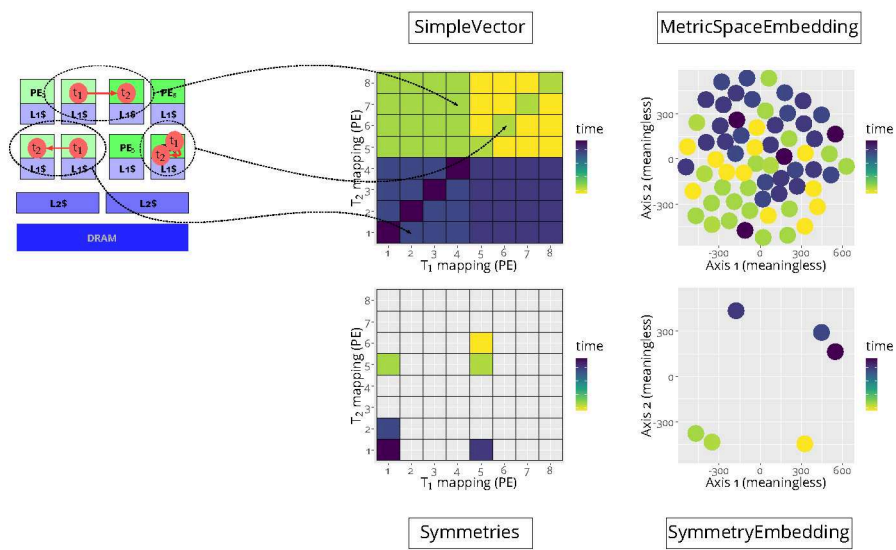 SimpleVector
MetricSpaceEmbedding
PE
t1
t2
PE8
L1$
L1$
L1$
L1$
t2
t1
PE5
t1
t2
L1$
L1$
L1$
L1$
L2$
L2$
DRAM
T2 mapping (PE)
8
7
6
5
4
3
2
1
1 2 3 4 5 6 7 8
T1 mapping (PE)
time
Axis 2 (meaningless)
300
0
-300
-300 0 300 600
Axis 1 (meaningless)
time
T2 mapping (PE)
8
7
6
5
4
3
2
1
1 2 3 4 5 6 7 8
T1 mapping (PE)
time
Axis 2 (meaningless)
300
0
-300
-300 0 300 600
Axis 1 (meaningless)
time
Symmetries
SymmetryEmbedding